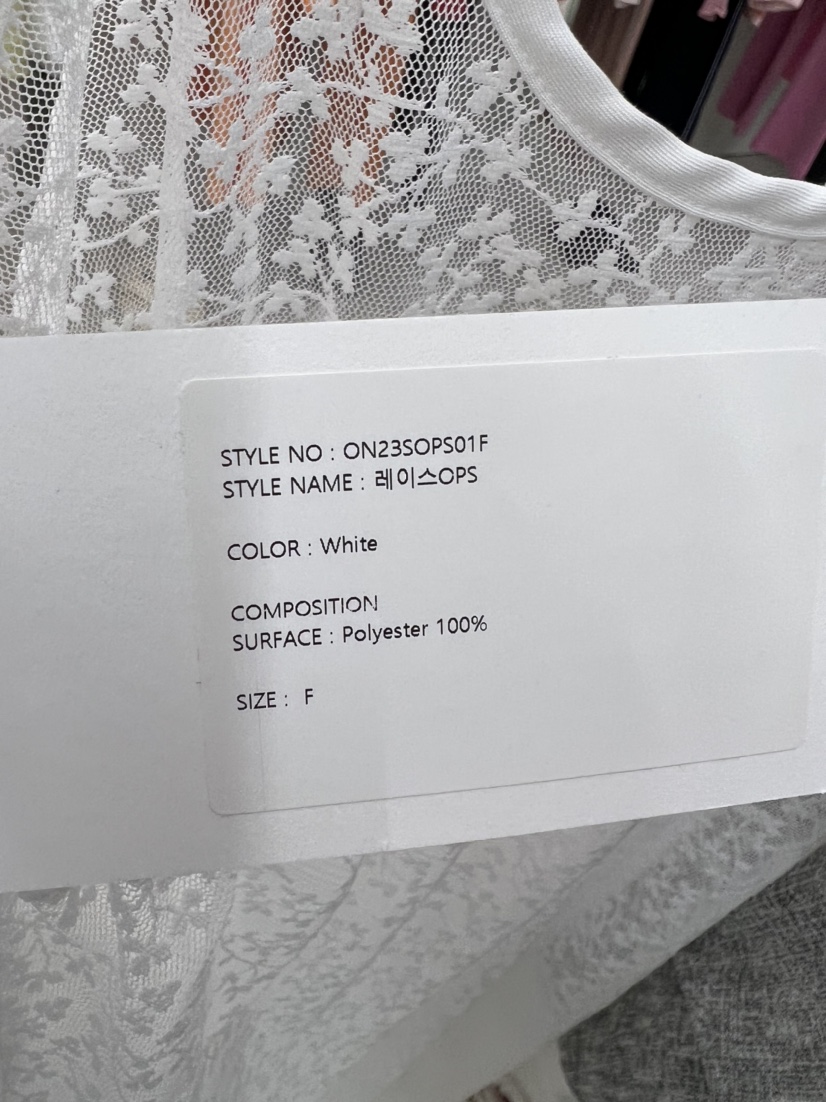 STYLE NO : ON23SOPS01F
STYLE NAME : 레이스OPS
COLOR : White
COMPOSITION
SURFACE : Polyester 100%
SIZE : F